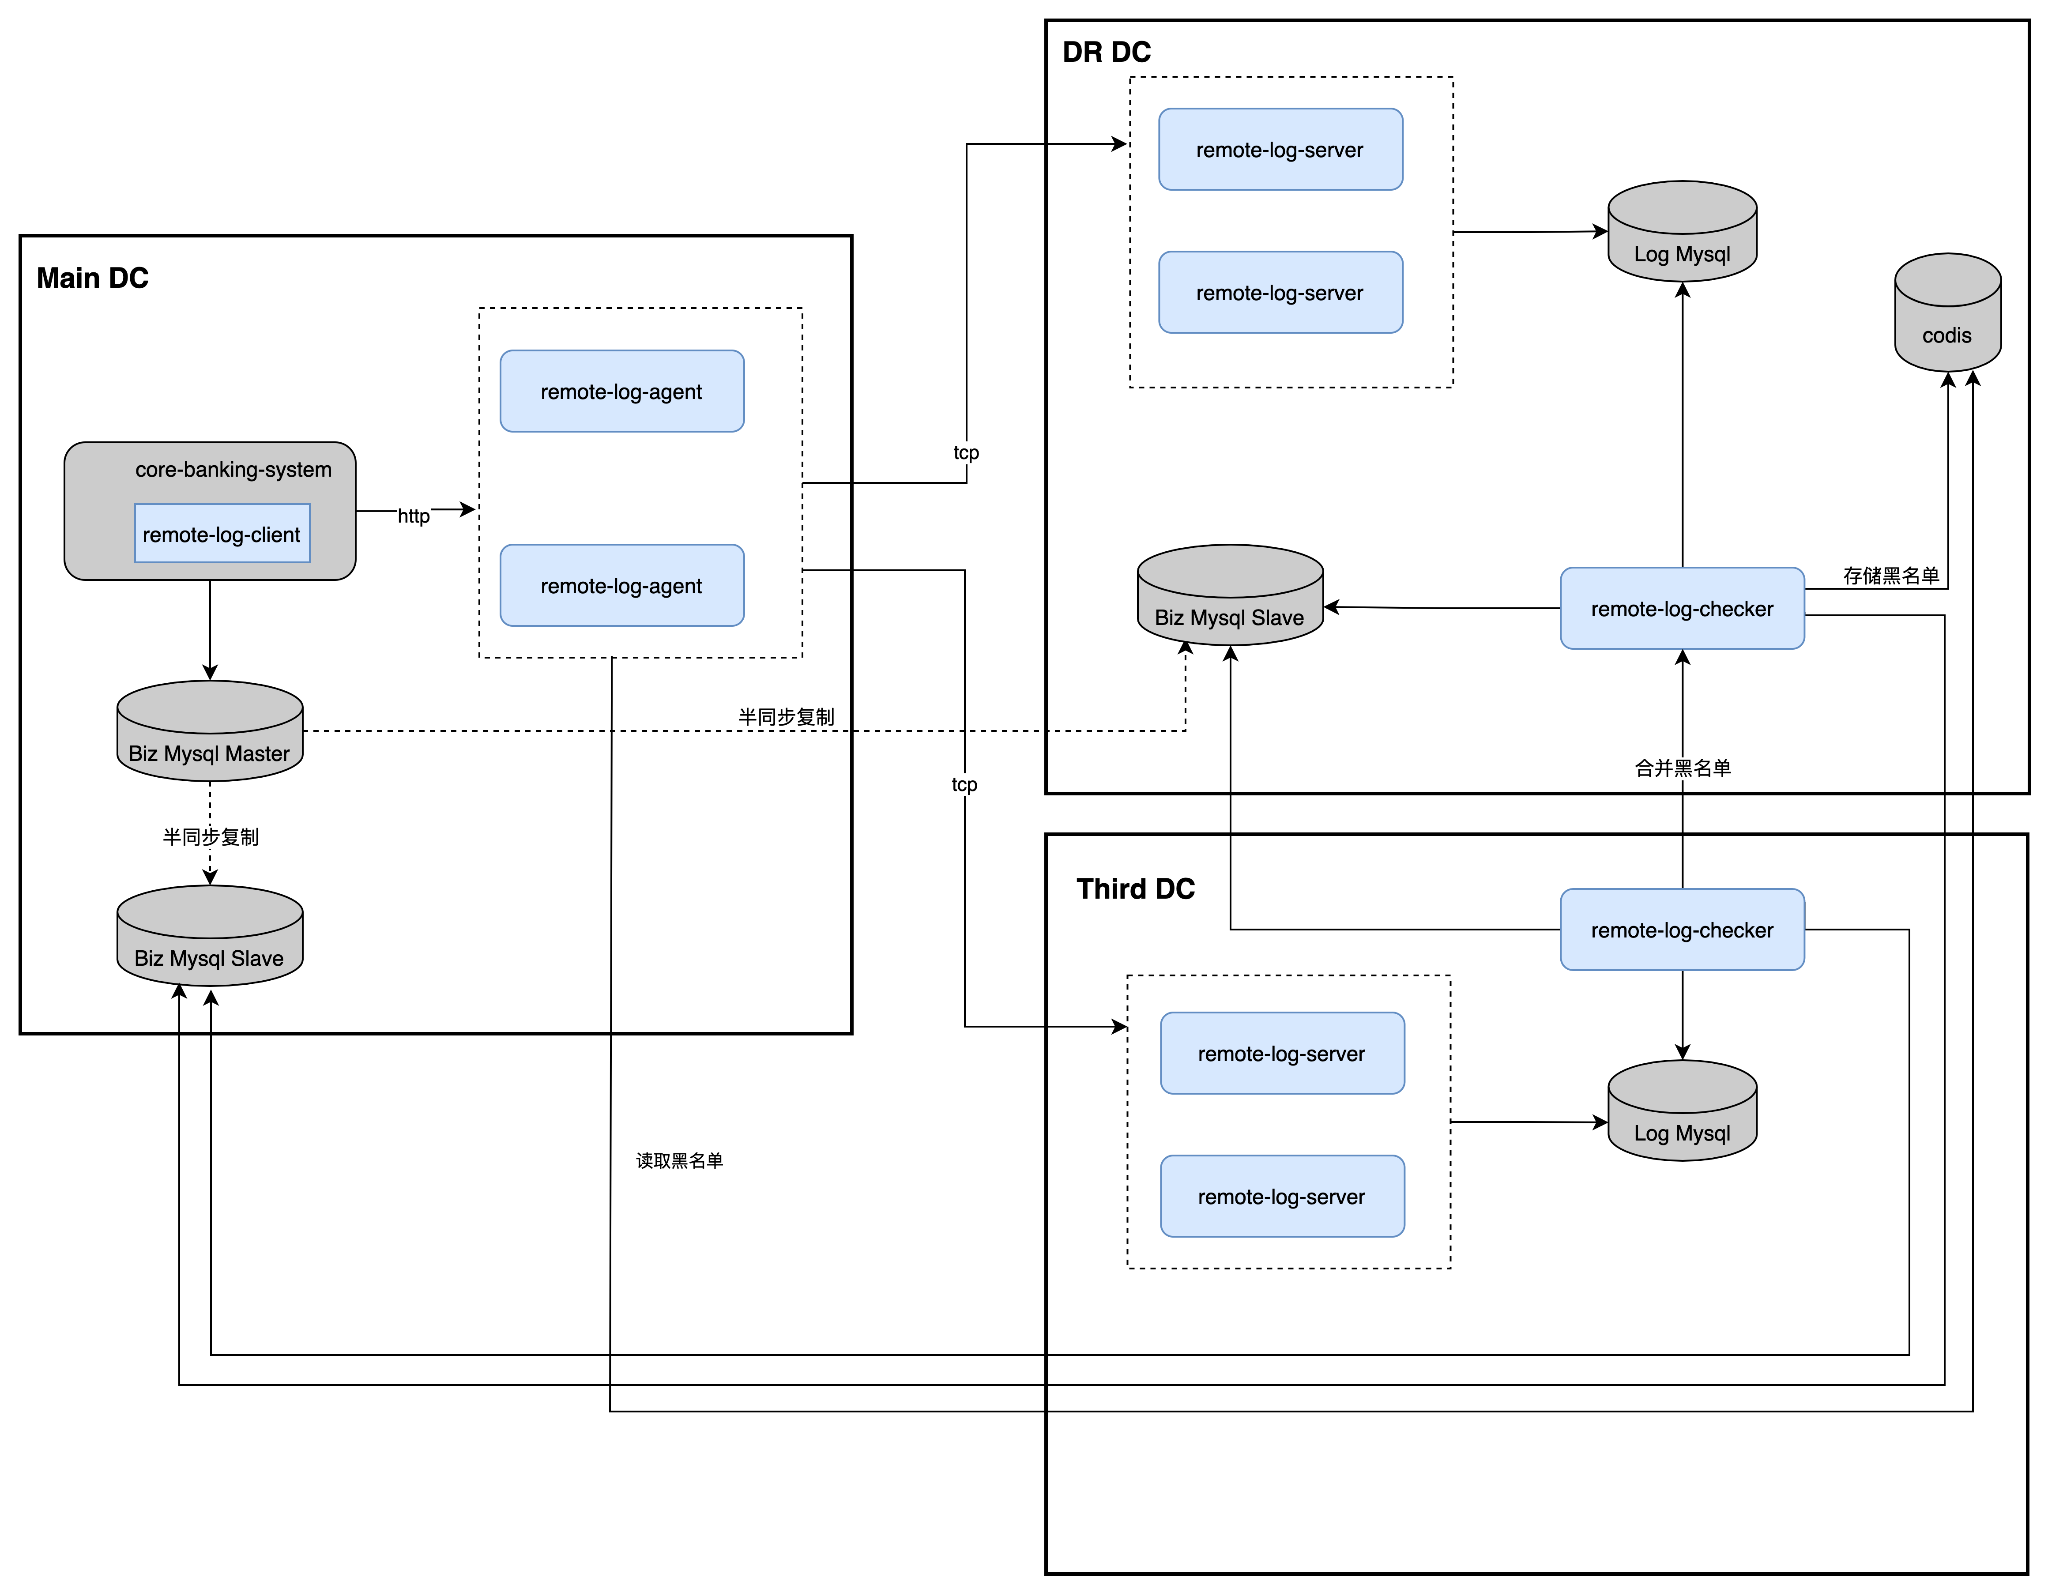 DR DC
remote-log-server
remote-log-server
Log Mysql
codis
Main DC
remote-log-agent
core-banking-system
remote-log-client
http
remote-log-agent
tcp
Biz Mysql Slave
remote-log-checker
存储黑名单
半同步复制
Biz Mysql Master
tcp
合并黑名单
半同步复制
Biz Mysql Slave
Third DC
remote-log-checker
remote-log-server
Log Mysql
读取黑名单
remote-log-server